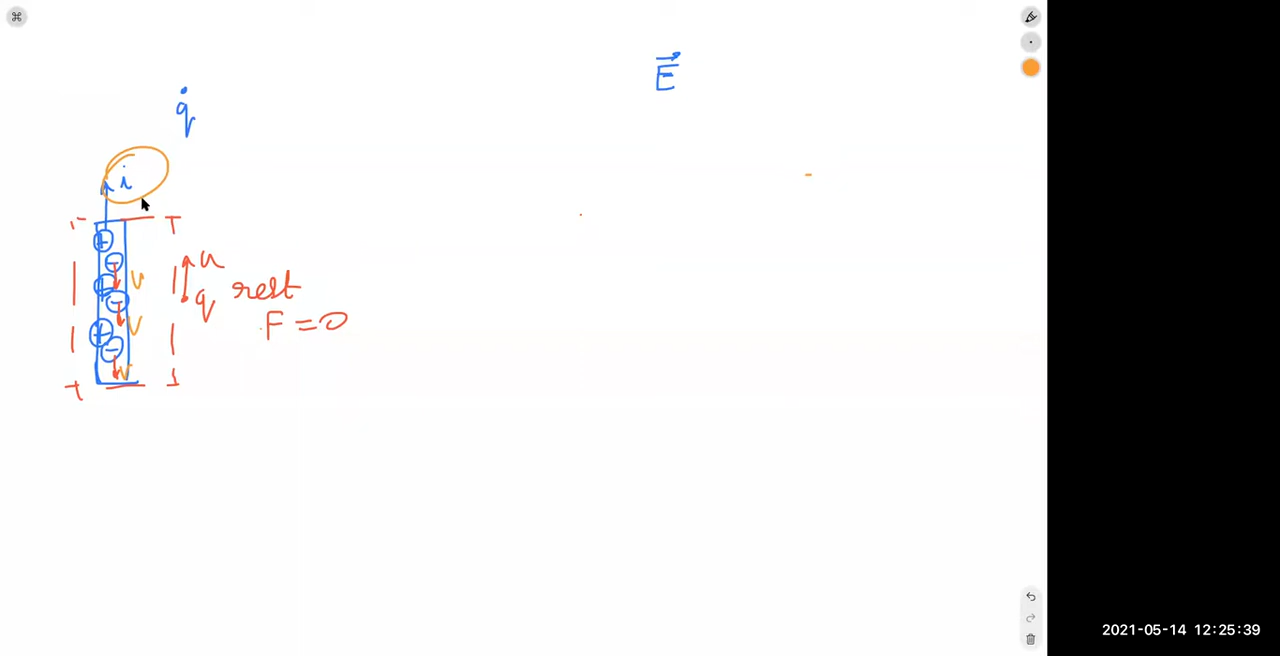 E
q
i
+
u
-
v
+
q rest
-
v
F = 0
+
-
v
2021-05-14 12:25:39